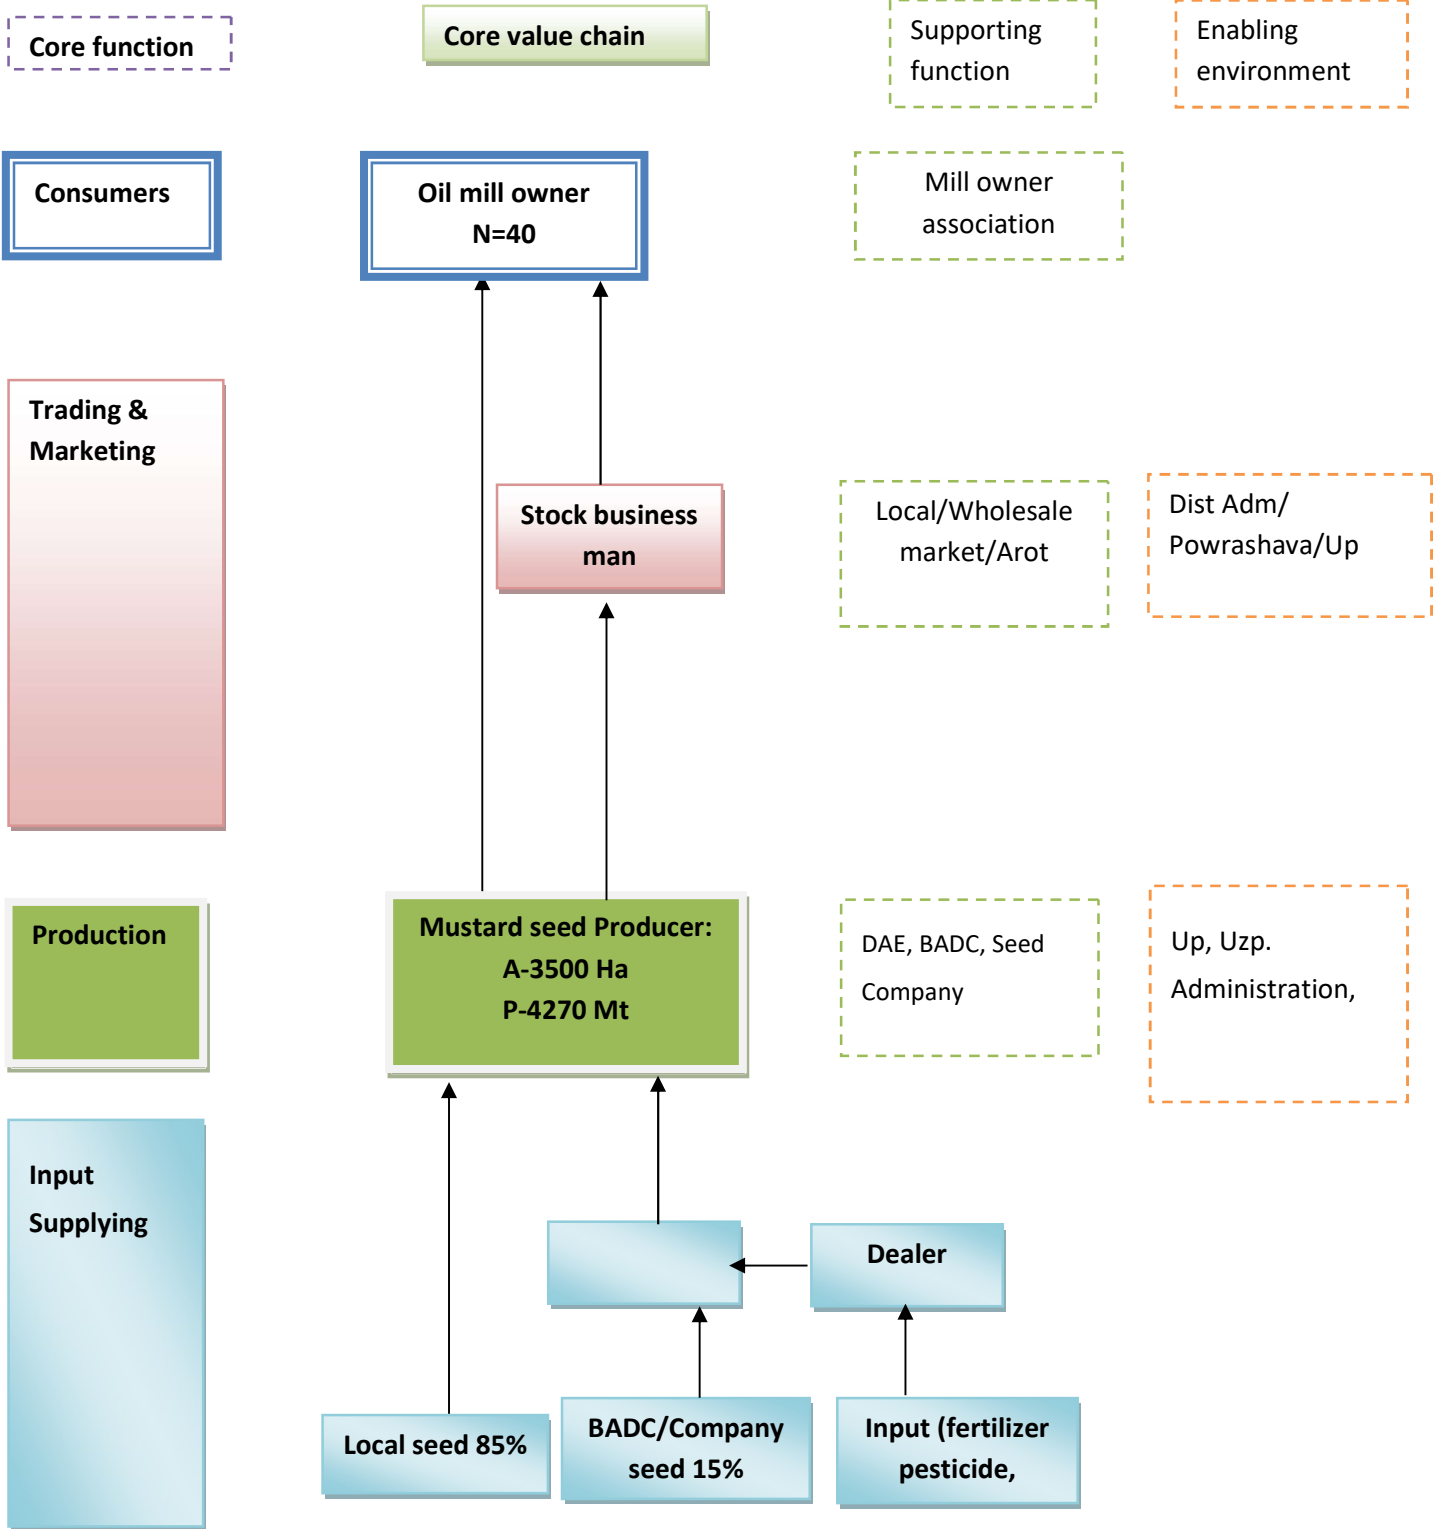 Core function
Core value chain
Supporting
function
Enabling
environment
Consumers
Oil mill owner
N=40
Mill owner
association
Trading &
Marketing
Stock business
man
Local/Wholesale
market/Arot
Dist Adm/
Powrashava/Up
Production
Mustard seed Producer:
A-3500 Ha
P-4270 Mt
DAE, BADC, Seed
Company
Up, Uzp.
Administration,
Input
Supplying
Dealer
Local seed 85%
BADC/Company
seed 15%
Input (fertilizer
pesticide,